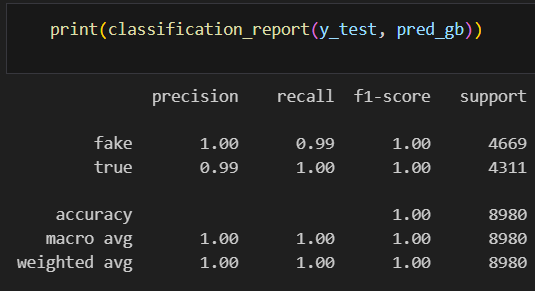 print(classification_report(y_test, pred_gb))
precision recall f1-score support
fake 1.00 0.99 1.00 4669
true 0.99 1.00 1.00 4311
accuracy 1.00 8980
macro avg 1.00 1.00 1.00 8980
weighted avg 1.00 1.00 1.00 8980